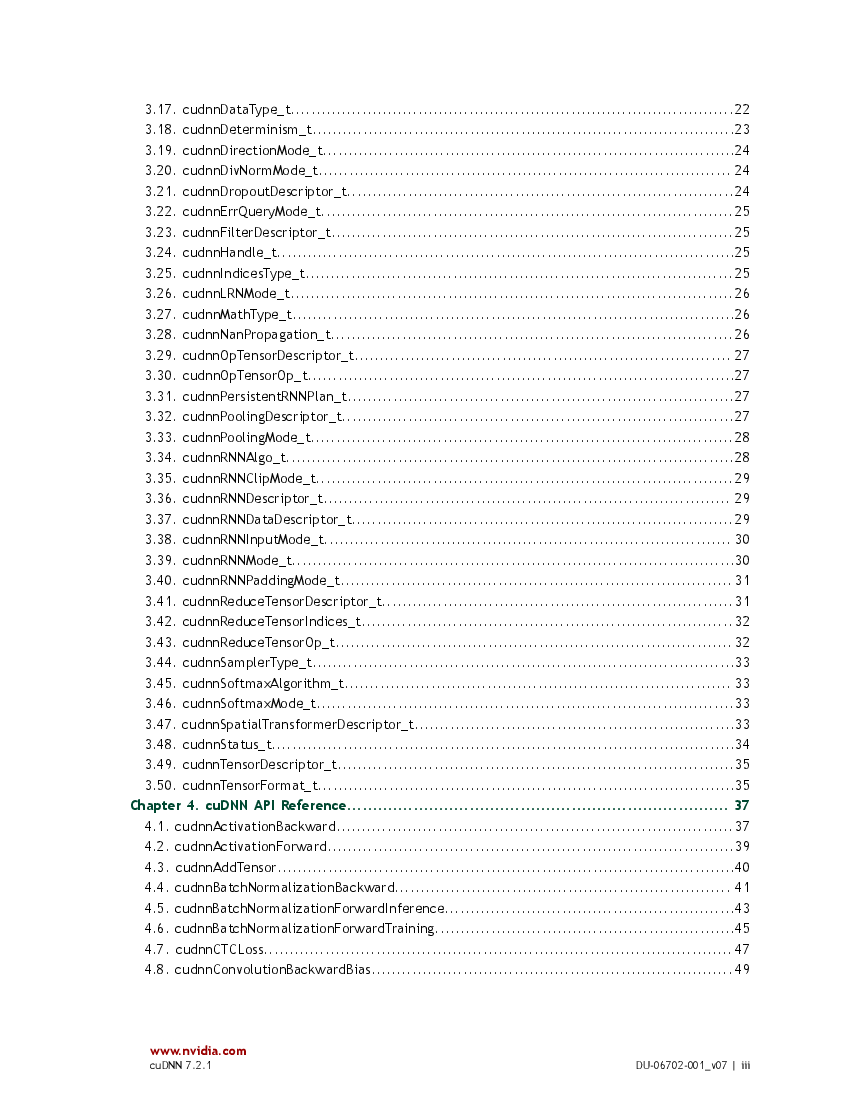 3.17. cudnnDataType_t........................................................................................22
3.18. cudnnDeterminism_t...................................................................................23
3.19. cudnnDirectionMode_t.................................................................................24
3.20. cudnnDivNormMode_t.................................................................................. 24
3.21. cudnnDropoutDescriptor_t............................................................................24
3.22. cudnnErrQueryMode_t.................................................................................25
3.23. cudnnFilterDescriptor_t...............................................................................25
3.24. cudnnHandle_t..........................................................................................25
3.25. cudnnIndicesType_t....................................................................................25
3.26. cudnnLRNMode_t.......................................................................................26
3.27. cudnnMathType_t.......................................................................................26
3.28. cudnnNanPropagation_t...............................................................................26
3.29. cudnnOpTensorDescriptor_t...........................................................................27
3.30. cudnnOpTensorOp_t....................................................................................27
3.31. cudnnPersistentRNNPlan_t............................................................................27
3.32. cudnnPoolingDescriptor_t.............................................................................27
3.33. cudnnPoolingMode_t...................................................................................28
3.34. cudnnRNNAlgo_t........................................................................................28
3.35. cudnnRNNClipMode_t.................................................................................. 29
3.36. cudnnRNNDescriptor_t................................................................................. 29
3.37. cudnnRNNDataDescriptor_t...........................................................................29
3.38. cudnnRNNInputMode_t................................................................................. 30
3.39. cudnnRNNMode_t.......................................................................................30
3.40. cudnnRNNPaddingMode_t.............................................................................. 31
3.41. cudnnReduceTensorDescriptor_t..................................................................... 31
3.42. cudnnReduceTensorIndices_t......................................................................... 32
3.43. cudnnReduceTensorOp_t.............................................................................. 32
3.44. cudnnSamplerType_t...................................................................................33
3.45. cudnnSoftmaxAlgorithm_t............................................................................. 33
3.46. cudnnSoftmaxMode_t.................................................................................. 33
3.47. cudnnSpatialTransformerDescriptor_t...............................................................33
3.48. cudnnStatus_t...........................................................................................34
3.49. cudnnTensorDescriptor_t..............................................................................35
3.50. cudnnTensorFormat_t..................................................................................35
Chapter 4. cuDNN API Reference........................................................................... 37
4.1. cudnnActivationBackward...............................................................................37
4.2. cudnnActivationForward.................................................................................39
4.3. cudnnAddTensor..........................................................................................40
4.4. cudnnBatchNormalizationBackward................................................................... 41
4.5. cudnnBatchNormalizationForwardInference..........................................................43
4.6. cudnnBatchNormalizationForwardTraining............................................................45
4.7. cudnnCTCLoss.............................................................................................47
4.8. cudnnConvolutionBackwardBias........................................................................49
www.nvidia.com
cuDNN 7.2.1
DU-06702-001_v07 | iii